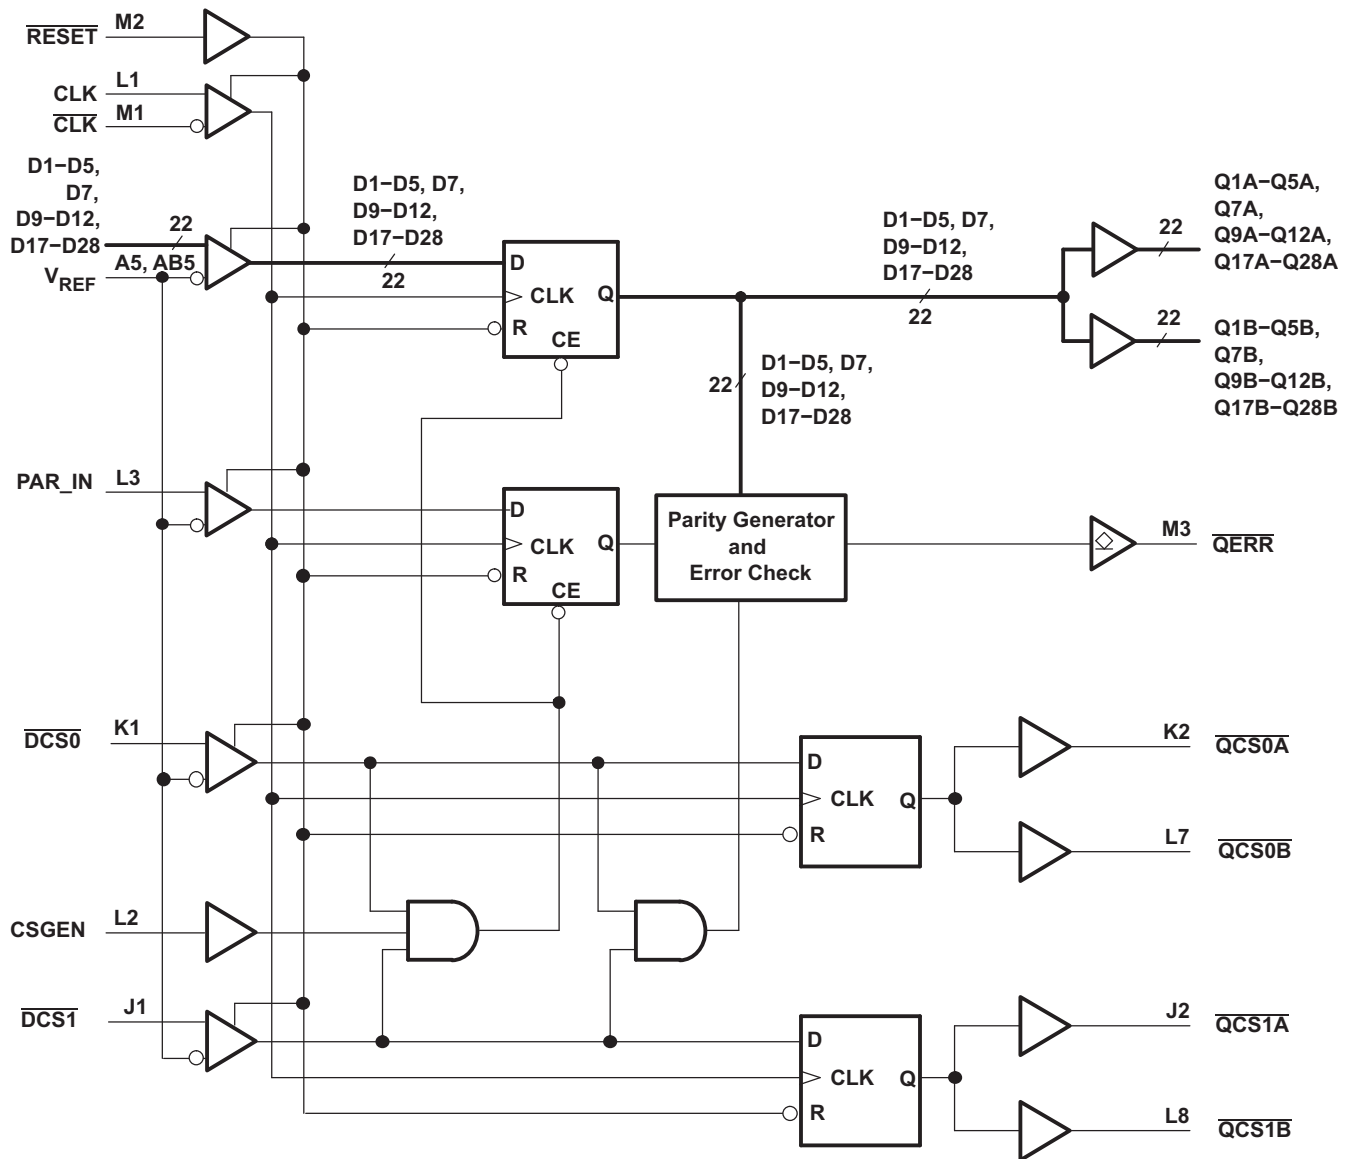 RESET M2
CLK L1
CLK M1
D1−D5,
D7,
D9−D12,
D17−D28
22
VREF A5, AB5
D1−D5, D7,
D9−D12,
D17−D28
22
D
CLK Q
R
CE
D1−D5, D7,
D9−D12,
D17−D28
22
22
Q1A−Q5A,
Q7A,
Q9A−Q12A,
Q17A−Q28A
22
Q1B−Q5B,
Q7B,
Q9B−Q12B,
Q17B−Q28B
22
D1−D5, D7,
D9−D12,
D17−D28
PAR_IN L3
D
CLK Q
R
CE
Parity Generator
and
Error Check
M3 QERR
DCS0 K1
D
CLK Q
R
K2 QCS0A
L7 QCS0B
CSGEN L2
DCS1 J1
D
CLK Q
R
J2 QCS1A
L8 QCS1B